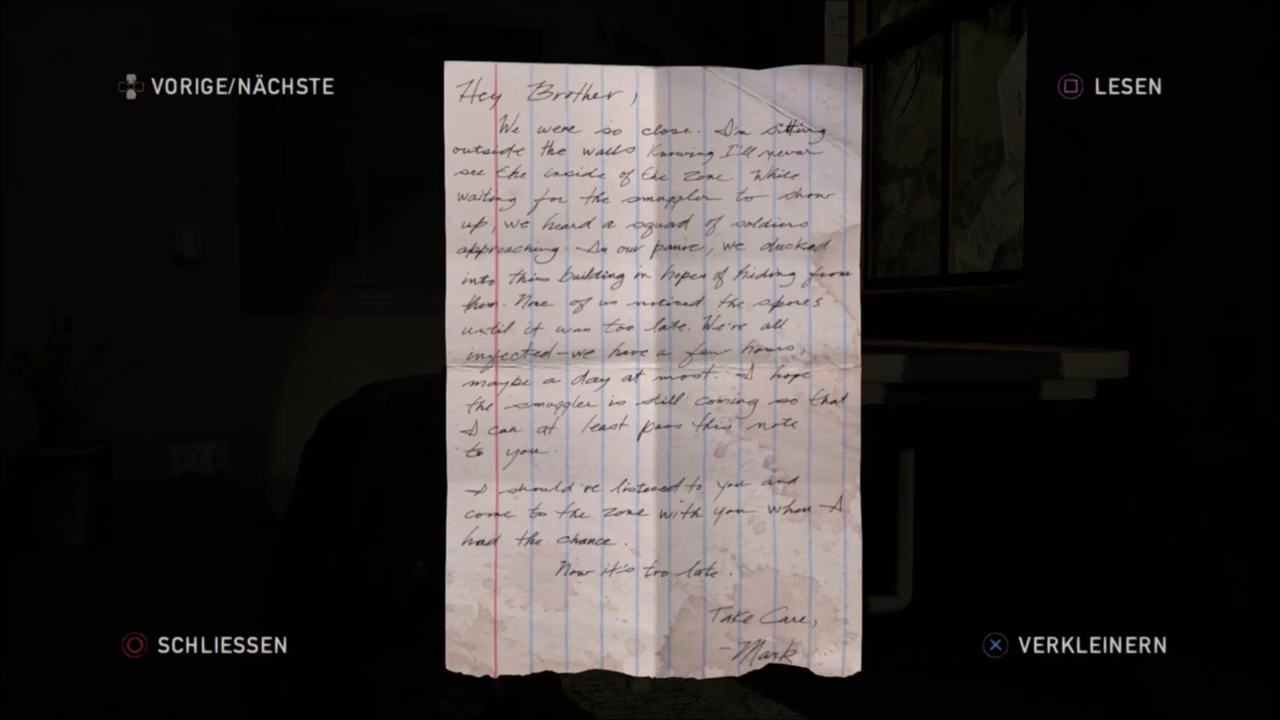 VORIGE/NÄCHSTE
LESEN
Hey Brother,
We were so close. I'm sitting
outside the walls knowing I'll never
see the inside of the zone. While
waiting for the smuggler to show
up, we heard a squad of soldiers
approaching. In our panic, we ducked
into this building in hopes of hiding from
them. None of us noticed the spores
until it was too late. We're all
infected-we have a few hours,
maybe a day at most. I hope
the smuggler is still coming so that
I can at least pass this note
to you.
I should've listened to you and
come to the zone with you when I
had the chance.
Now it's too late.
Take Care,
-Mark
SCHLIESSEN
VERKLEINERN